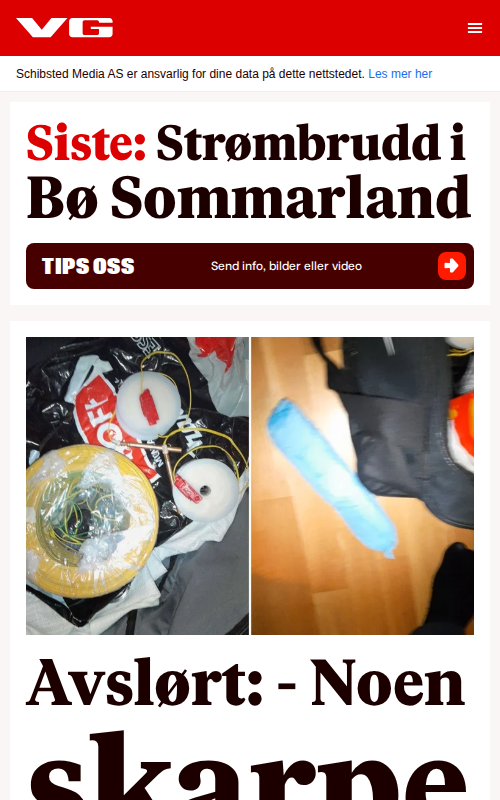 VG
Schibsted Media AS er ansvarlig for dine data på dette nettstedet. Les mer her
Siste: Strømbrudd i
Bø Sommarland
TIPS OSS
Send info, bilder eller video
Avslørt: - Noen
skarpe